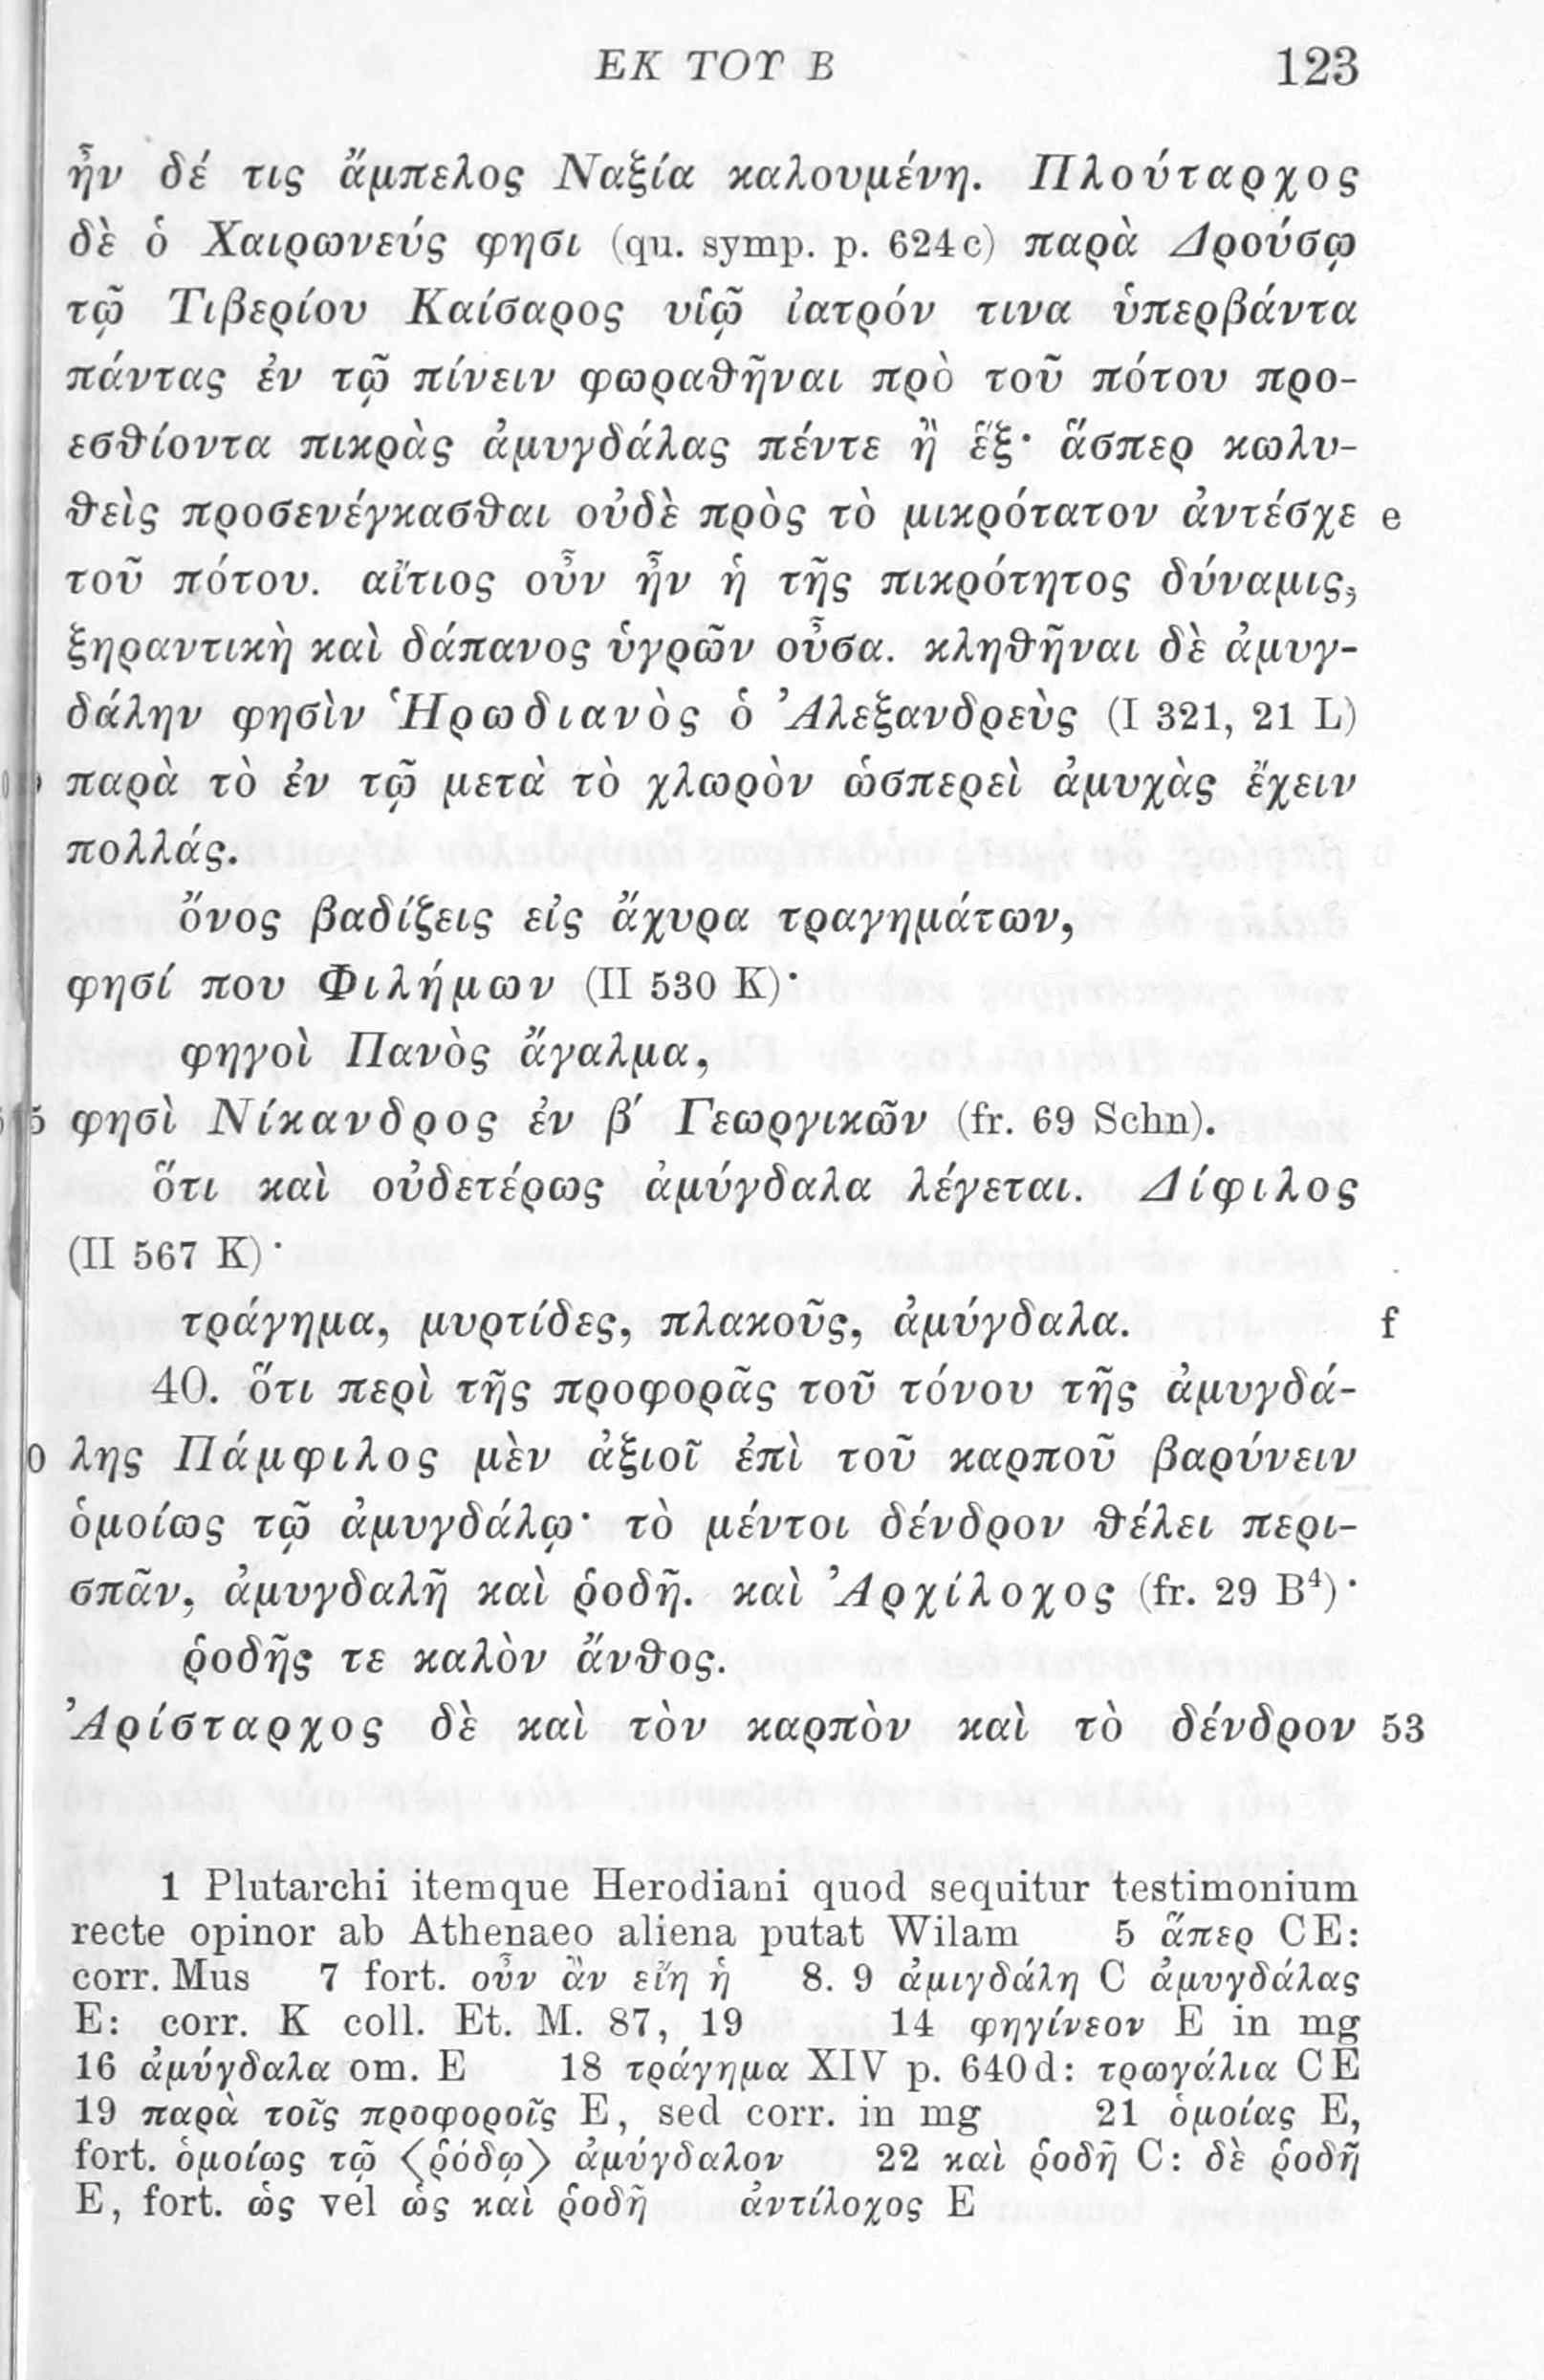 ΕΚ ΤΟΥ Β 123
ἦν δέ τις ἄμπελος Ναξία καλουμένη. Πλούταρχος
δὲ ὁ Χαιρωνεύς φησι (qu. symp. p. 624c) παρὰ Δρούσῳ
τῷ Τιβερίου Καίσαρος υἱῷ ἰατρόν τινα ὑπερβάντα
πάντας ἐν τῷ πίνειν φωραθῆναι πρὸ τοῦ πότου προ-
εσθίοντα πικρὰς ἀμυγδάλας πέντε ἢ ἕξ· ἅσπερ κωλυ-
θεὶς προσενέγκασθαι οὐδὲ πρὸς τὸ μικρότατον ἀντέσχε e
τοῦ πότου. αἴτιος οὖν ἦν ἡ τῆς πικρότητος δύναμις,
ξηραντικὴ καὶ δάπανος ὑγρῶν οὖσα. κληθῆναι δὲ ἀμυγ-
δάλην φησὶν Ἡρωδιανὸς ὁ Ἀλεξανδρεὺς (I 321, 21 L)
παρὰ τὸ ἐν τῷ μετὰ τὸ χλωρὸν ὡσπερεὶ ἀμυχὰς ἔχειν
πολλάς.
ὄνος βαδίζεις εἰς ἄχυρα τραγημάτων,
φησί που Φιλήμων (II 530 K)·
φηγοὶ Πανὸς ἄγαλμα,
5 φησὶ Νίκανδρος ἐν β′ Γεωργικῶν (fr. 69 Schn).
ὅτι καὶ οὐδετέρως ἀμύγδαλα λέγεται. Δίφιλος
(II 567 K)·
τράγημα, μυρτίδες, πλακοῦς, ἀμύγδαλα. f
40. ὅτι περὶ τῆς προφορᾶς τοῦ τόνου τῆς ἀμυγδά-
0 λης Πάμφιλος μὲν ἀξιοῖ ἐπὶ τοῦ καρποῦ βαρύνειν
ὁμοίως τῷ ἀμυγδάλῳ· τὸ μέντοι δένδρον θέλει περι-
σπᾶν, ἀμυγδαλῆ καὶ ῥοδῆ. καὶ Ἀρχίλοχος (fr. 29 B⁴)·
ῥοδῆς τε καλὸν ἄνθος.
Ἀρίσταρχος δὲ καὶ τὸν καρπὸν καὶ τὸ δένδρον 53
1 Plutarchi itemque Herodiani quod sequitur testimonium
recte opinor ab Athenaeo aliena putat Wilam 5 ἅπερ CE:
corr. Mus 7 fort. οὖν ἂν εἴη ἡ 8. 9 ἀμιγδάλη C ἀμυγδάλας
E: corr. K coll. Et. M. 87, 19 14 φηγίνεον E in mg
16 ἀμύγδαλα om. E 18 τράγημα XIV p. 640d: τρωγάλια CE
19 παρὰ τοῖς προφοροῖς E, sed corr. in mg 21 ὁμοίας E,
fort. ὁμοίως τῷ ⟨ῥόδῳ⟩ ἀμύγδαλον 22 καὶ ῥοδῆ C: δὲ ῥοδῆ
E, fort. ὡς vel ὡς καὶ ῥοδῆ ἀντίλοχος E